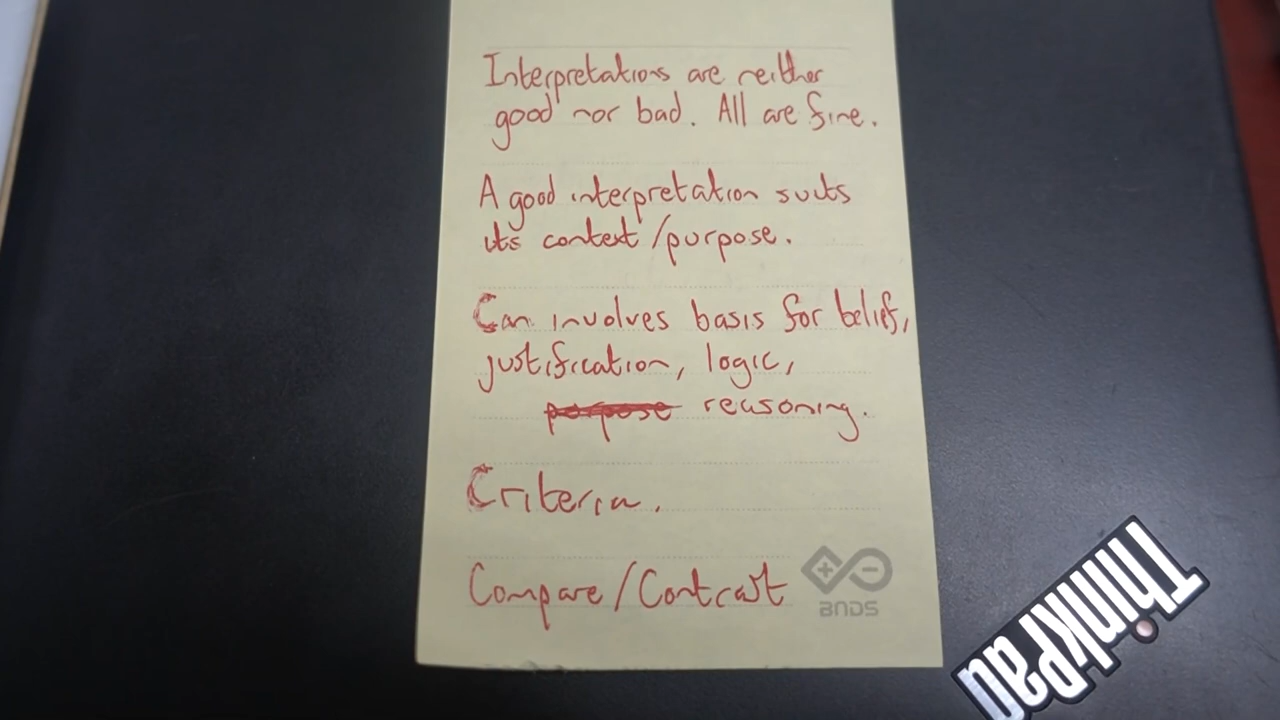 Interpretations are neither
good nor bad. All are fine.
A good interpretation suits
its context/purpose.
Can involves basis for belief,
justification, logic,
purpose reasoning.
Criteria.
Compare/Contrast
BNDS
ThinkPad